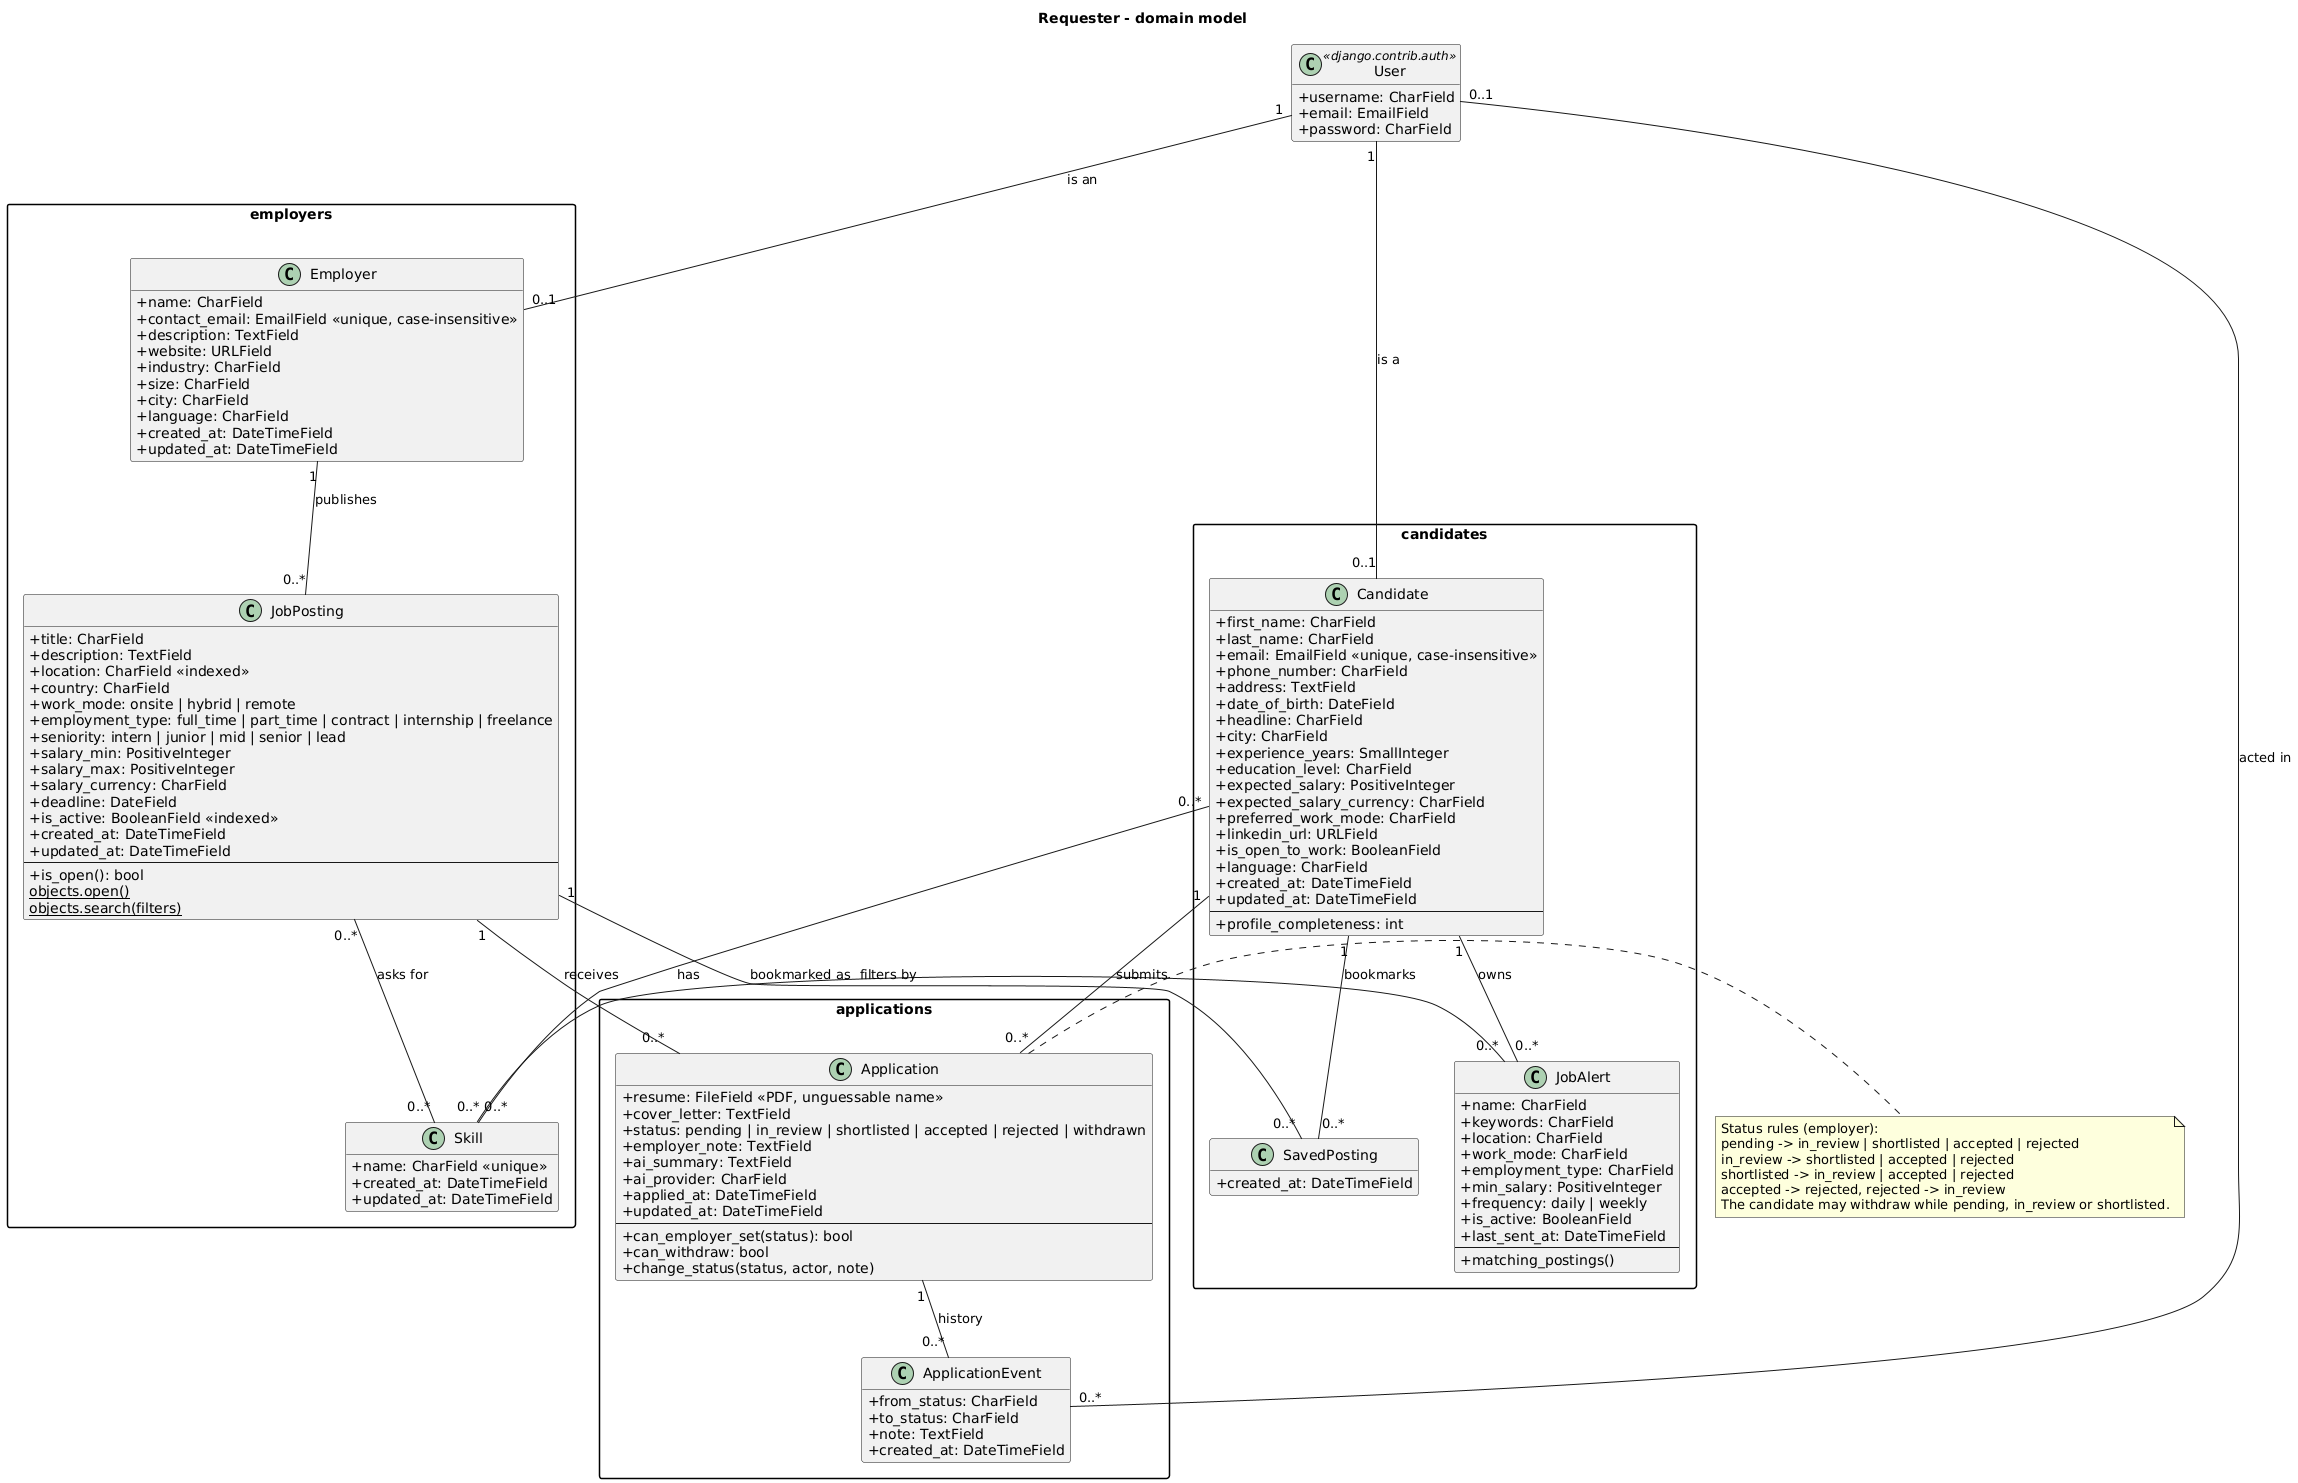 Requester - domain model
«django.contrib.auth»
User
+username: CharField
+email: EmailField
+password: CharField
1
0..1
1
is an
0..1
is a
0..1
acted in
employers
Employer
+name: CharField
+contact_email: EmailField «unique, case-insensitive»
+description: TextField
+website: URLField
+industry: CharField
+size: CharField
+city: CharField
+language: CharField
+created_at: DateTimeField
+updated_at: DateTimeField
1
publishes
0..*
JobPosting
+title: CharField
+description: TextField
+location: CharField «indexed»
+country: CharField
+work_mode: onsite | hybrid | remote
+employment_type: full_time | part_time | contract | internship | freelance
+seniority: intern | junior | mid | senior | lead
+salary_min: PositiveInteger
+salary_max: PositiveInteger
+salary_currency: CharField
+deadline: DateField
+is_active: BooleanField «indexed»
+created_at: DateTimeField
+updated_at: DateTimeField
+is_open(): bool
objects.open()
objects.search(filters)
0..*
1
1
asks for
receives
has
bookmarked as
filters by
submits
bookmarks
owns
0..*
0..*
0..*
Skill
+name: CharField «unique»
+created_at: DateTimeField
+updated_at: DateTimeField
candidates
Candidate
+first_name: CharField
+last_name: CharField
+email: EmailField «unique, case-insensitive»
+phone_number: CharField
+address: TextField
+date_of_birth: DateField
+headline: CharField
+city: CharField
+experience_years: SmallInteger
+education_level: CharField
+expected_salary: PositiveInteger
+expected_salary_currency: CharField
+preferred_work_mode: CharField
+linkedin_url: URLField
+is_open_to_work: BooleanField
+language: CharField
+created_at: DateTimeField
+updated_at: DateTimeField
+profile_completeness: int
0..*
1
1
1
0..*
0..*
SavedPosting
+created_at: DateTimeField
0..*
0..*
JobAlert
+name: CharField
+keywords: CharField
+location: CharField
+work_mode: CharField
+employment_type: CharField
+min_salary: PositiveInteger
+frequency: daily | weekly
+is_active: BooleanField
+last_sent_at: DateTimeField
+matching_postings()
applications
0..*
0..*
Application
+resume: FileField «PDF, unguessable name»
+cover_letter: TextField
+status: pending | in_review | shortlisted | accepted | rejected | withdrawn
+employer_note: TextField
+ai_summary: TextField
+ai_provider: CharField
+applied_at: DateTimeField
+updated_at: DateTimeField
+can_employer_set(status): bool
+can_withdraw: bool
+change_status(status, actor, note)
1
history
0..*
ApplicationEvent
+from_status: CharField
+to_status: CharField
+note: TextField
+created_at: DateTimeField
0..*
Status rules (employer):
pending -> in_review | shortlisted | accepted | rejected
in_review -> shortlisted | accepted | rejected
shortlisted -> in_review | accepted | rejected
accepted -> rejected, rejected -> in_review
The candidate may withdraw while pending, in_review or shortlisted.